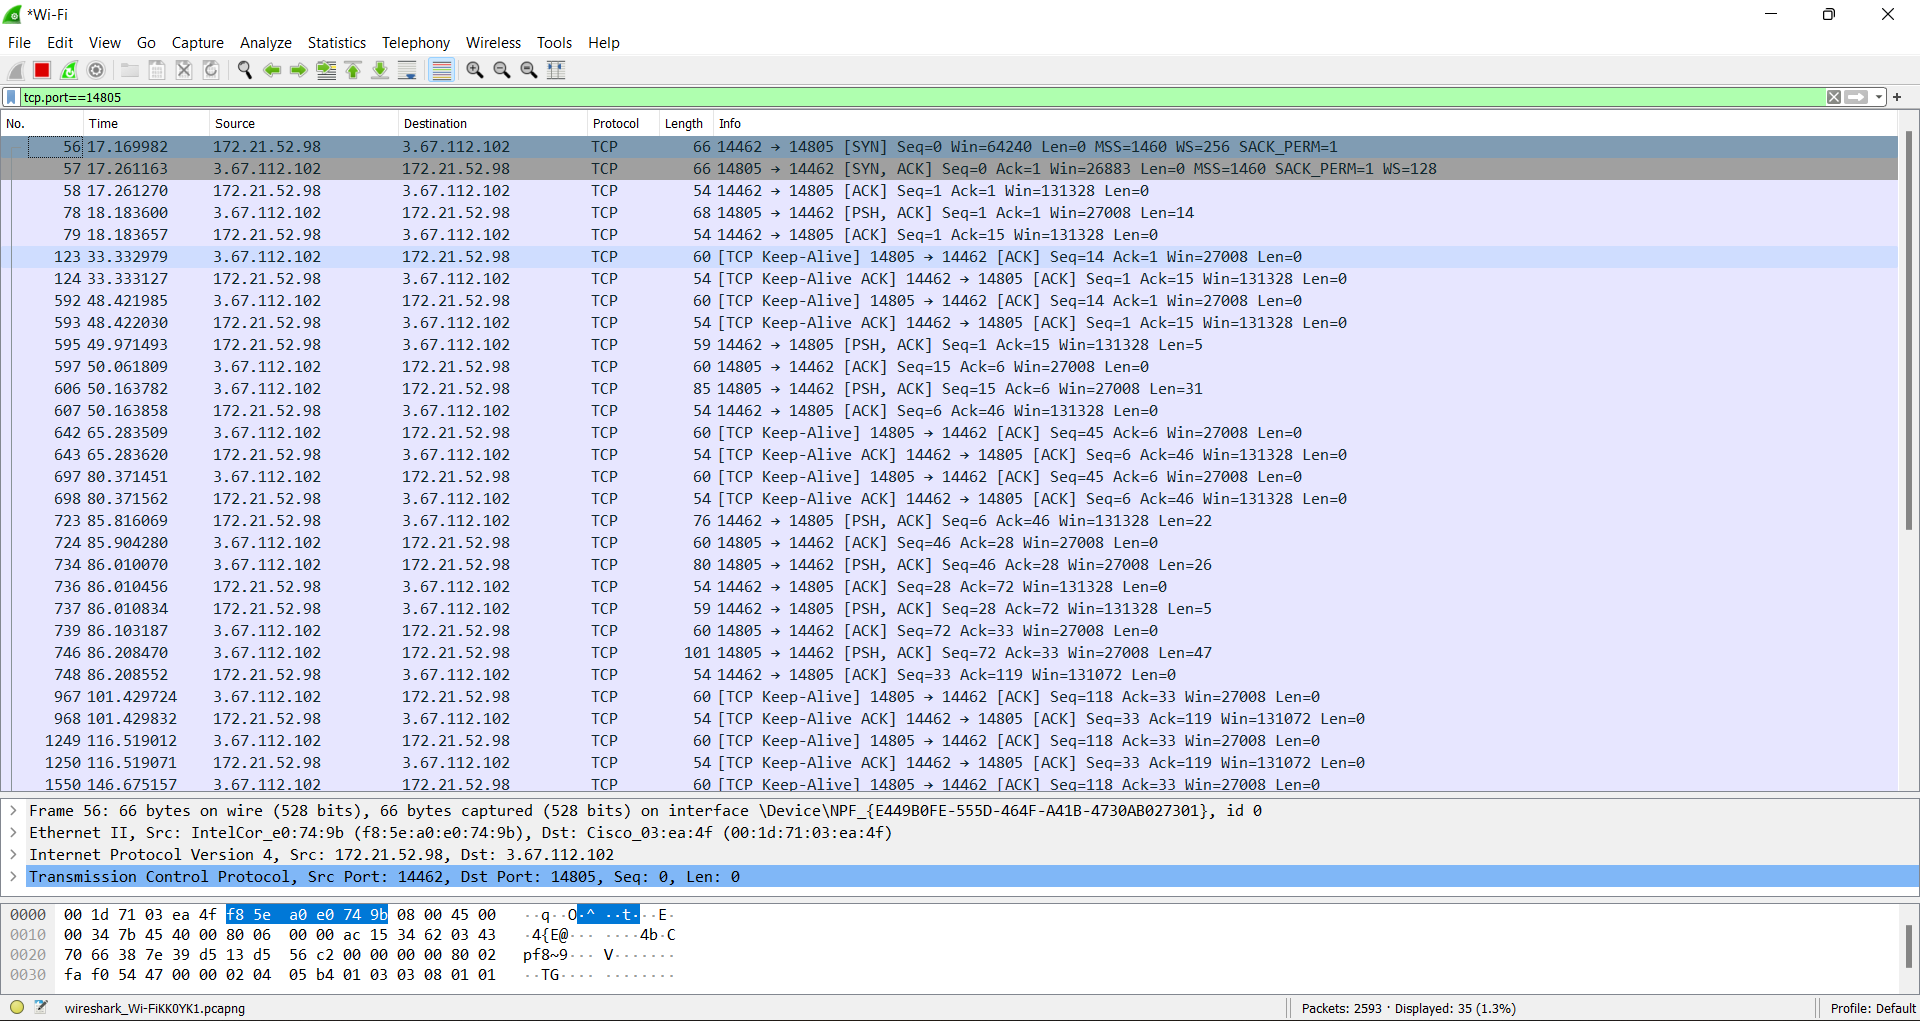 *Wi-Fi
File Edit View Go Capture Analyze Statistics Telephony Wireless Tools Help
tcp.port==14805
No. Time Source Destination Protocol Length Info
56 17.169982 172.21.52.98 3.67.112.102 TCP 66 14462 → 14805 [SYN] Seq=0 Win=64240 Len=0 MSS=1460 WS=256 SACK_PERM=1
57 17.261163 3.67.112.102 172.21.52.98 TCP 66 14805 → 14462 [SYN, ACK] Seq=0 Ack=1 Win=26883 Len=0 MSS=1460 SACK_PERM=1 WS=128
58 17.261270 172.21.52.98 3.67.112.102 TCP 54 14462 → 14805 [ACK] Seq=1 Ack=1 Win=131328 Len=0
78 18.183600 3.67.112.102 172.21.52.98 TCP 68 14805 → 14462 [PSH, ACK] Seq=1 Ack=1 Win=27008 Len=14
79 18.183657 172.21.52.98 3.67.112.102 TCP 54 14462 → 14805 [ACK] Seq=1 Ack=15 Win=131328 Len=0
123 33.332979 3.67.112.102 172.21.52.98 TCP 60 [TCP Keep-Alive] 14805 → 14462 [ACK] Seq=14 Ack=1 Win=27008 Len=0
124 33.333127 172.21.52.98 3.67.112.102 TCP 54 [TCP Keep-Alive ACK] 14462 → 14805 [ACK] Seq=1 Ack=15 Win=131328 Len=0
592 48.421985 3.67.112.102 172.21.52.98 TCP 60 [TCP Keep-Alive] 14805 → 14462 [ACK] Seq=14 Ack=1 Win=27008 Len=0
593 48.422030 172.21.52.98 3.67.112.102 TCP 54 [TCP Keep-Alive ACK] 14462 → 14805 [ACK] Seq=1 Ack=15 Win=131328 Len=0
595 49.971493 172.21.52.98 3.67.112.102 TCP 59 14462 → 14805 [PSH, ACK] Seq=1 Ack=15 Win=131328 Len=5
597 50.061809 3.67.112.102 172.21.52.98 TCP 60 14805 → 14462 [ACK] Seq=15 Ack=6 Win=27008 Len=0
606 50.163782 3.67.112.102 172.21.52.98 TCP 85 14805 → 14462 [PSH, ACK] Seq=15 Ack=6 Win=27008 Len=31
607 50.163858 172.21.52.98 3.67.112.102 TCP 54 14462 → 14805 [ACK] Seq=6 Ack=46 Win=131328 Len=0
642 65.283509 3.67.112.102 172.21.52.98 TCP 60 [TCP Keep-Alive] 14805 → 14462 [ACK] Seq=45 Ack=6 Win=27008 Len=0
643 65.283620 172.21.52.98 3.67.112.102 TCP 54 [TCP Keep-Alive ACK] 14462 → 14805 [ACK] Seq=6 Ack=46 Win=131328 Len=0
697 80.371451 3.67.112.102 172.21.52.98 TCP 60 [TCP Keep-Alive] 14805 → 14462 [ACK] Seq=45 Ack=6 Win=27008 Len=0
698 80.371562 172.21.52.98 3.67.112.102 TCP 54 [TCP Keep-Alive ACK] 14462 → 14805 [ACK] Seq=6 Ack=46 Win=131328 Len=0
723 85.816069 172.21.52.98 3.67.112.102 TCP 76 14462 → 14805 [PSH, ACK] Seq=6 Ack=46 Win=131328 Len=22
724 85.904280 3.67.112.102 172.21.52.98 TCP 60 14805 → 14462 [ACK] Seq=46 Ack=28 Win=27008 Len=0
734 86.010070 3.67.112.102 172.21.52.98 TCP 80 14805 → 14462 [PSH, ACK] Seq=46 Ack=28 Win=27008 Len=26
736 86.010456 172.21.52.98 3.67.112.102 TCP 54 14462 → 14805 [ACK] Seq=28 Ack=72 Win=131328 Len=0
737 86.010834 172.21.52.98 3.67.112.102 TCP 59 14462 → 14805 [PSH, ACK] Seq=28 Ack=72 Win=131328 Len=5
739 86.103187 3.67.112.102 172.21.52.98 TCP 60 14805 → 14462 [ACK] Seq=72 Ack=33 Win=27008 Len=0
746 86.208470 3.67.112.102 172.21.52.98 TCP 101 14805 → 14462 [PSH, ACK] Seq=72 Ack=33 Win=27008 Len=47
748 86.208552 172.21.52.98 3.67.112.102 TCP 54 14462 → 14805 [ACK] Seq=33 Ack=119 Win=131072 Len=0
967 101.429724 3.67.112.102 172.21.52.98 TCP 60 [TCP Keep-Alive] 14805 → 14462 [ACK] Seq=118 Ack=33 Win=27008 Len=0
968 101.429832 172.21.52.98 3.67.112.102 TCP 54 [TCP Keep-Alive ACK] 14462 → 14805 [ACK] Seq=33 Ack=119 Win=131072 Len=0
1249 116.519012 3.67.112.102 172.21.52.98 TCP 60 [TCP Keep-Alive] 14805 → 14462 [ACK] Seq=118 Ack=33 Win=27008 Len=0
1250 116.519071 172.21.52.98 3.67.112.102 TCP 54 [TCP Keep-Alive ACK] 14462 → 14805 [ACK] Seq=33 Ack=119 Win=131072 Len=0
1550 146.675157 3.67.112.102 172.21.52.98 TCP 60 [TCP Keep-Alive] 14805 → 14462 [ACK] Seq=118 Ack=33 Win=27008 Len=0
Frame 56: 66 bytes on wire (528 bits), 66 bytes captured (528 bits) on interface \Device\NPF_{E449B0FE-555D-464F-A41B-4730AB027301}, id 0
Ethernet II, Src: IntelCor_e0:74:9b (f8:5e:a0:e0:74:9b), Dst: Cisco_03:ea:4f (00:1d:71:03:ea:4f)
Internet Protocol Version 4, Src: 172.21.52.98, Dst: 3.67.112.102
Transmission Control Protocol, Src Port: 14462, Dst Port: 14805, Seq: 0, Len: 0
0000 00 1d 71 03 ea 4f f8 5e a0 e0 74 9b 08 00 45 00 ··q··O·^ ··t···E·
0010 00 34 7b 45 40 00 80 06 00 00 ac 15 34 62 03 43 ·4{E@··· ····4b·C
0020 70 66 38 7e 39 d5 13 d5 56 c2 00 00 00 00 80 02 pf8~9··· V·······
0030 fa f0 54 47 00 00 02 04 05 b4 01 03 03 08 01 01 ··TG···· ········
wireshark_Wi-FiKK0YK1.pcapng Packets: 2593 · Displayed: 35 (1.3%) Profile: Default